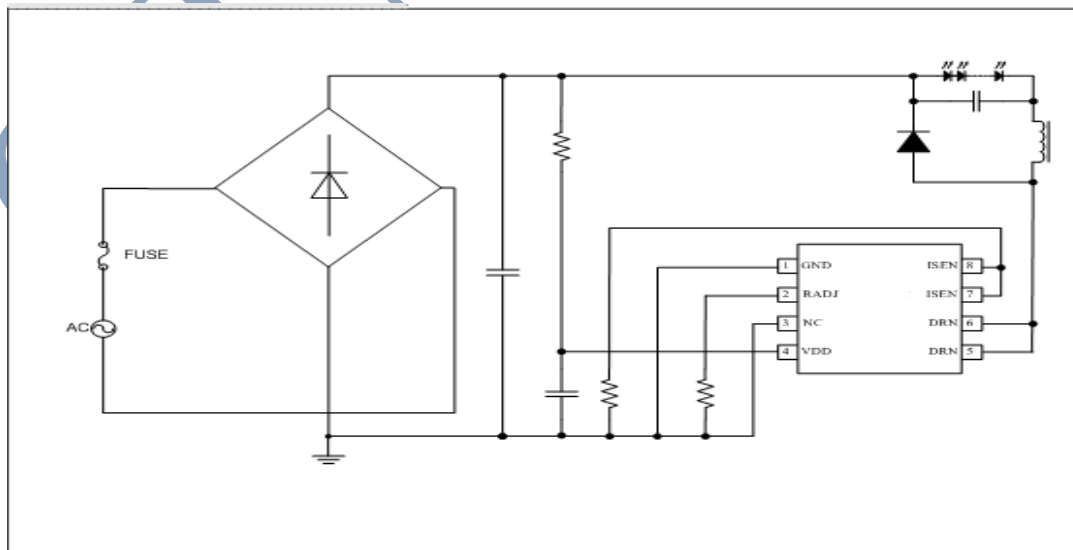 FUSE
AC
1 GND
2 RADJ
3 NC
4 VDD
ISEN 8
ISEN 7
DRN 6
DRN 5